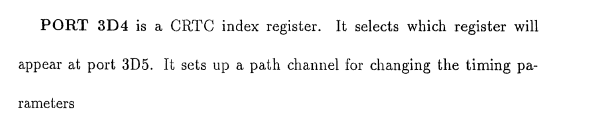 PORT 3D4 is a CRTC index register. It selects which register will
appear at port 3D5. It sets up a path channel for changing the timing pa-
rameters